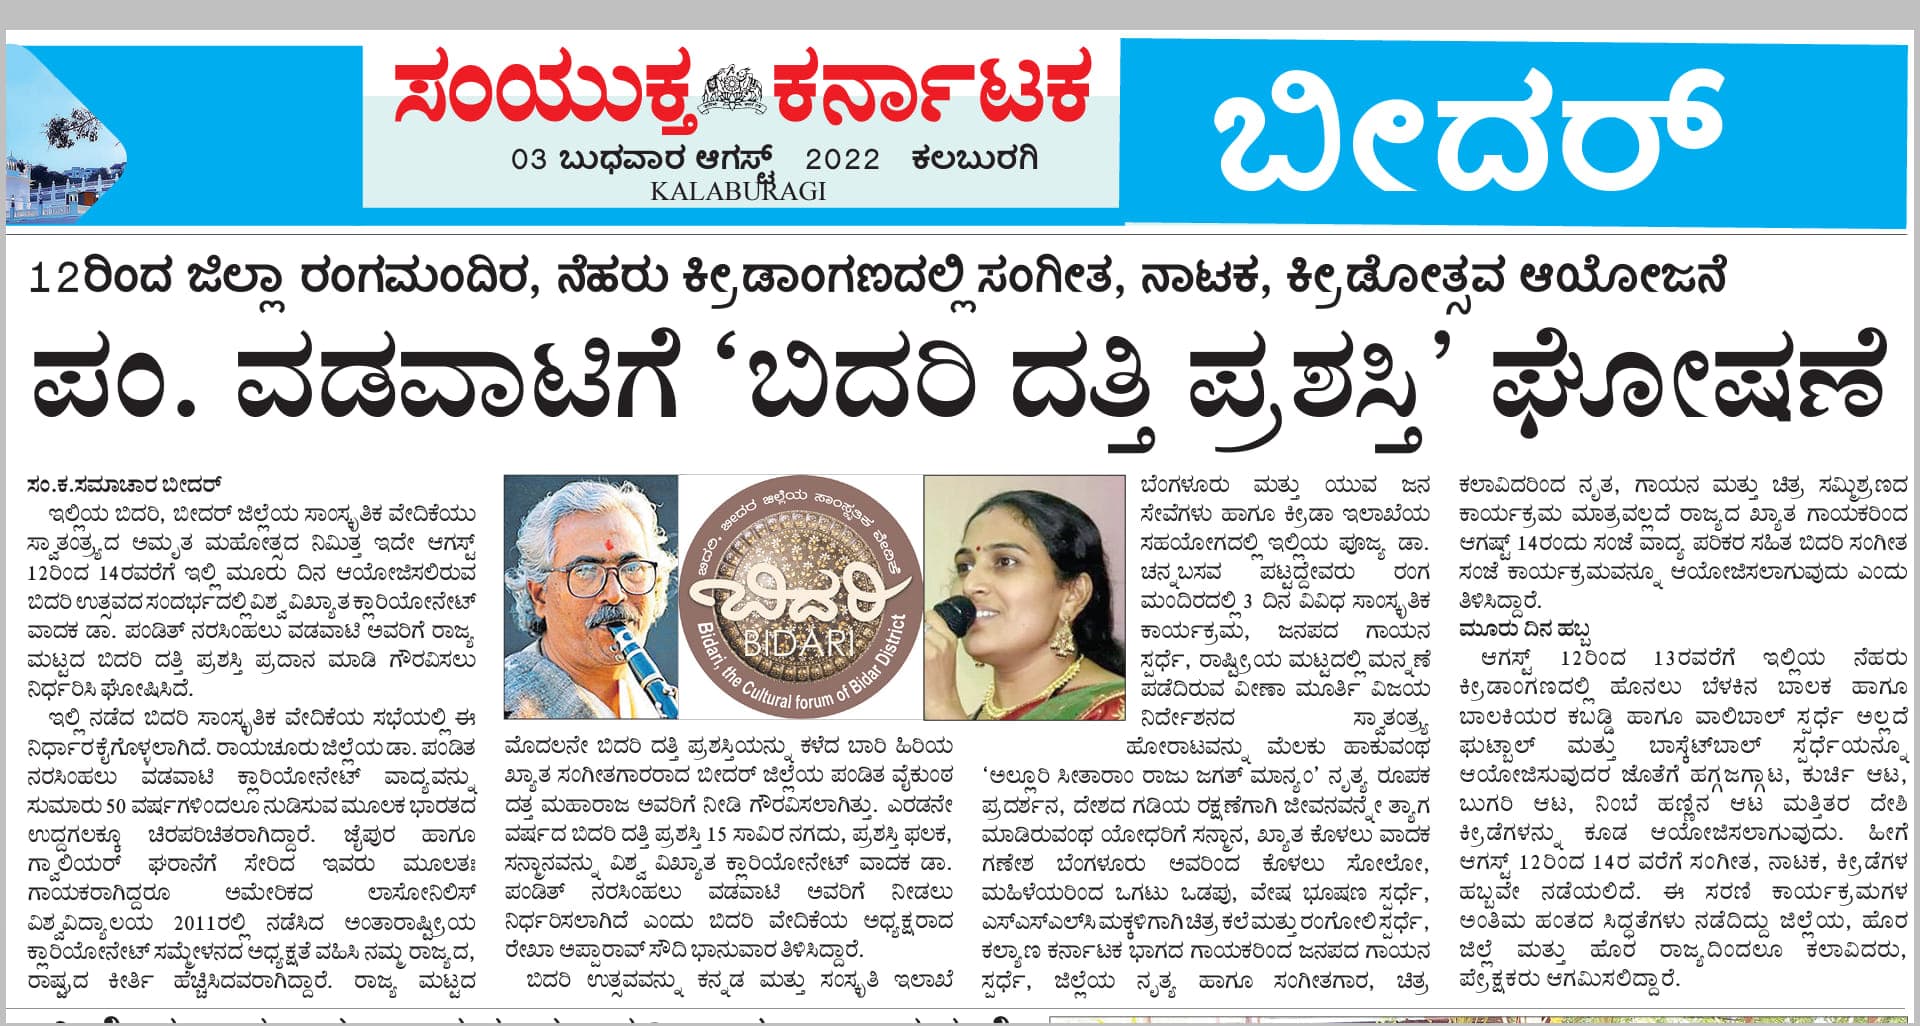 ಸಂಯುಕ್ತ ಕರ್ನಾಟಕ
03 ಬುಧವಾರ ಆಗಸ್ಟ್ 2022 ಕಲಬುರಗಿ
KALABURAGI
ಬೀದರ್
12ರಿಂದ ಜಿಲ್ಲಾ ರಂಗಮಂದಿರ, ನೆಹರು ಕ್ರೀಡಾಂಗಣದಲ್ಲಿ ಸಂಗೀತ, ನಾಟಕ, ಕ್ರೀಡೋತ್ಸವ ಆಯೋಜನೆ
ಪಂ. ವಡವಾಟಿಗೆ ‘ಬಿದರಿ ದತ್ತಿ ಪ್ರಶಸ್ತಿ’ ಘೋಷಣೆ
ಸಂ.ಕ.ಸಮಾಚಾರ ಬೀದರ್
ಇಲ್ಲಿಯ ಬಿದರಿ, ಬೀದರ್ ಜಿಲ್ಲೆಯ ಸಾಂಸ್ಕೃತಿಕ ವೇದಿಕೆಯು
ಸ್ವಾತಂತ್ರ್ಯದ ಅಮೃತ ಮಹೋತ್ಸದ ನಿಮಿತ್ತ ಇದೇ ಆಗಸ್ಟ್
12ರಿಂದ 14ರವರೆಗೆ ಇಲ್ಲಿ ಮೂರು ದಿನ ಆಯೋಜಿಸಲಿರುವ
ಬಿದರಿ ಉತ್ಸವದ ಸಂದರ್ಭದಲ್ಲಿ ವಿಶ್ವ ವಿಖ್ಯಾತ ಕ್ಲಾರಿಯೋನೇಟ್
ವಾದಕ ಡಾ. ಪಂಡಿತ್ ನರಸಿಂಹಲು ವಡವಾಟಿ ಅವರಿಗೆ ರಾಜ್ಯ
ಮಟ್ಟದ ಬಿದರಿ ದತ್ತಿ ಪ್ರಶಸ್ತಿ ಪ್ರದಾನ ಮಾಡಿ ಗೌರವಿಸಲು
ನಿರ್ಧರಿಸಿ ಘೋಷಿಸಿದೆ.
ಇಲ್ಲಿ ನಡೆದ ಬಿದರಿ ಸಾಂಸ್ಕೃತಿಕ ವೇದಿಕೆಯ ಸಭೆಯಲ್ಲಿ ಈ
ನಿರ್ಧಾರ ಕೈಗೊಳ್ಳಲಾಗಿದೆ. ರಾಯಚೂರು ಜಿಲ್ಲೆಯ ಡಾ. ಪಂಡಿತ
ನರಸಿಂಹಲು ವಡವಾಟಿ ಕ್ಲಾರಿಯೋನೇಟ್ ವಾದ್ಯವನ್ನು
ಸುಮಾರು 50 ವರ್ಷಗಳಿಂದಲೂ ನುಡಿಸುವ ಮೂಲಕ ಭಾರತದ
ಉದ್ದಗಲಕ್ಕೂ ಚಿರಪರಿಚಿತರಾಗಿದ್ದಾರೆ. ಜೈಪುರ ಹಾಗೂ
ಗ್ವಾಲಿಯರ್ ಘರಾನೆಗೆ ಸೇರಿದ ಇವರು ಮೂಲತಃ
ಗಾಯಕರಾಗಿದ್ದರೂ ಅಮೇರಿಕದ ಲಾಸೋನಿಲಿಸ್
ವಿಶ್ವವಿದ್ಯಾಲಯ 2011ರಲ್ಲಿ ನಡೆಸಿದ ಅಂತಾರಾಷ್ಟ್ರೀಯ
ಕ್ಲಾರಿಯೋನೇಟ್ ಸಮ್ಮೇಳನದ ಅಧ್ಯಕ್ಷತೆ ವಹಿಸಿ ನಮ್ಮ ರಾಜ್ಯದ,
ರಾಷ್ಟ್ರದ ಕೀರ್ತಿ ಹೆಚ್ಚಿಸಿದವರಾಗಿದ್ದಾರೆ. ರಾಜ್ಯ ಮಟ್ಟದ
ಬಿದರಿ, ಬೀದರ ಜಿಲ್ಲೆಯ ಸಾಂಸ್ಕೃತಿಕ ವೇದಿಕೆ
ಬಿದರಿ
BIDARI
Bidari, the Cultural forum of Bidar District
ಮೊದಲನೇ ಬಿದರಿ ದತ್ತಿ ಪ್ರಶಸ್ತಿಯನ್ನು ಕಳೆದ ಬಾರಿ ಹಿರಿಯ
ಖ್ಯಾತ ಸಂಗೀತಗಾರರಾದ ಬೀದರ್ ಜಿಲ್ಲೆಯ ಪಂಡಿತ ವೈಕುಂಠ
ದತ್ತ ಮಹಾರಾಜ ಅವರಿಗೆ ನೀಡಿ ಗೌರವಿಸಲಾಗಿತ್ತು. ಎರಡನೇ
ವರ್ಷದ ಬಿದರಿ ದತ್ತಿ ಪ್ರಶಸ್ತಿ 15 ಸಾವಿರ ನಗದು, ಪ್ರಶಸ್ತಿ ಫಲಕ,
ಸನ್ಮಾನವನ್ನು ವಿಶ್ವ ವಿಖ್ಯಾತ ಕ್ಲಾರಿಯೋನೇಟ್ ವಾದಕ ಡಾ.
ಪಂಡಿತ್ ನರಸಿಂಹಲು ವಡವಾಟಿ ಅವರಿಗೆ ನೀಡಲು
ನಿರ್ಧರಿಸಲಾಗಿದೆ ಎಂದು ಬಿದರಿ ವೇದಿಕೆಯ ಅಧ್ಯಕ್ಷರಾದ
ರೇಖಾ ಅಪ್ಪಾರಾವ್ ಸೌದಿ ಭಾನುವಾರ ತಿಳಿಸಿದ್ದಾರೆ.
ಬಿದರಿ ಉತ್ಸವವನ್ನು ಕನ್ನಡ ಮತ್ತು ಸಂಸ್ಕೃತಿ ಇಲಾಖೆ
ಬೆಂಗಳೂರು ಮತ್ತು ಯುವ ಜನ
ಸೇವೆಗಳು ಹಾಗೂ ಕ್ರೀಡಾ ಇಲಾಖೆಯ
ಸಹಯೋಗದಲ್ಲಿ ಇಲ್ಲಿಯ ಪೂಜ್ಯ ಡಾ.
ಚನ್ನಬಸವ ಪಟ್ಟದ್ದೇವರು ರಂಗ
ಮಂದಿರದಲ್ಲಿ 3 ದಿನ ವಿವಿಧ ಸಾಂಸ್ಕೃತಿಕ
ಕಾರ್ಯಕ್ರಮ, ಜನಪದ ಗಾಯನ
ಸ್ಪರ್ಧೆ, ರಾಷ್ಟ್ರೀಯ ಮಟ್ಟದಲ್ಲಿ ಮನ್ನಣೆ
ಪಡೆದಿರುವ ವೀಣಾ ಮೂರ್ತಿ ವಿಜಯ
ನಿರ್ದೇಶನದ ಸ್ವಾತಂತ್ರ್ಯ
ಹೋರಾಟವನ್ನು ಮೆಲಕು ಹಾಕುವಂಥ
‘ಅಲ್ಲೂರಿ ಸೀತಾರಾಂ ರಾಜು ಜಗತ್ ಮಾನ್ಯಂ’ ನೃತ್ಯ ರೂಪಕ
ಪ್ರದರ್ಶನ, ದೇಶದ ಗಡಿಯ ರಕ್ಷಣೆಗಾಗಿ ಜೀವನವನ್ನೇ ತ್ಯಾಗ
ಮಾಡಿರುವಂಥ ಯೋಧರಿಗೆ ಸನ್ಮಾನ, ಖ್ಯಾತ ಕೊಳಲು ವಾದಕ
ಗಣೇಶ ಬೆಂಗಳೂರು ಅವರಿಂದ ಕೊಳಲು ಸೋಲೋ,
ಮಹಿಳೆಯರಿಂದ ಒಗಟು ಒಡಪು, ವೇಷ ಭೂಷಣ ಸ್ಪರ್ಧೆ,
ಎಸ್‌ಎಸ್‌ಎಲ್‌ಸಿ ಮಕ್ಕಳಿಗಾಗಿ ಚಿತ್ರ ಕಲೆ ಮತ್ತು ರಂಗೋಲಿ ಸ್ಪರ್ಧೆ,
ಕಲ್ಯಾಣ ಕರ್ನಾಟಕ ಭಾಗದ ಗಾಯಕರಿಂದ ಜನಪದ ಗಾಯನ
ಸ್ಪರ್ಧೆ, ಜಿಲ್ಲೆಯ ನೃತ್ಯ ಹಾಗೂ ಸಂಗೀತಗಾರ, ಚಿತ್ರ
ಕಲಾವಿದರಿಂದ ನೃತ, ಗಾಯನ ಮತ್ತು ಚಿತ್ರ ಸಮ್ಮಿಶ್ರಣದ
ಕಾರ್ಯಕ್ರಮ ಮಾತ್ರವಲ್ಲದೆ ರಾಜ್ಯದ ಖ್ಯಾತ ಗಾಯಕರಿಂದ
ಆಗಷ್ಟ್ 14ರಂದು ಸಂಜೆ ವಾದ್ಯ ಪರಿಕರ ಸಹಿತ ಬಿದರಿ ಸಂಗೀತ
ಸಂಜೆ ಕಾರ್ಯಕ್ರಮವನ್ನೂ ಆಯೋಜಿಸಲಾಗುವುದು ಎಂದು
ತಿಳಿಸಿದ್ದಾರೆ.
ಮೂರು ದಿನ ಹಬ್ಬ
ಆಗಸ್ಟ್ 12ರಿಂದ 13ರವರೆಗೆ ಇಲ್ಲಿಯ ನೆಹರು
ಕ್ರೀಡಾಂಗಣದಲ್ಲಿ ಹೊನಲು ಬೆಳಕಿನ ಬಾಲಕ ಹಾಗೂ
ಬಾಲಕಿಯರ ಕಬಡ್ಡಿ ಹಾಗೂ ವಾಲಿಬಾಲ್ ಸ್ಪರ್ಧೆ ಅಲ್ಲದೆ
ಫುಟ್ಬಾಲ್ ಮತ್ತು ಬಾಸ್ಕೆಟ್‌ಬಾಲ್ ಸ್ಪರ್ಧೆಯನ್ನೂ
ಆಯೋಜಿಸುವುದರ ಜೊತೆಗೆ ಹಗ್ಗಜಗ್ಗಾಟ, ಕುರ್ಚಿ ಆಟ,
ಬುಗರಿ ಆಟ, ನಿಂಬೆ ಹಣ್ಣಿನ ಆಟ ಮತ್ತಿತರ ದೇಶಿ
ಕ್ರೀಡೆಗಳನ್ನು ಕೂಡ ಆಯೋಜಿಸಲಾಗುವುದು. ಹೀಗೆ
ಆಗಸ್ಟ್ 12ರಿಂದ 14ರ ವರೆಗೆ ಸಂಗೀತ, ನಾಟಕ, ಕ್ರೀಡೆಗಳ
ಹಬ್ಬವೇ ನಡೆಯಲಿದೆ. ಈ ಸರಣಿ ಕಾರ್ಯಕ್ರಮಗಳ
ಅಂತಿಮ ಹಂತದ ಸಿದ್ಧತೆಗಳು ನಡೆದಿದ್ದು ಜಿಲ್ಲೆಯ, ಹೊರ
ಜಿಲ್ಲೆ ಮತ್ತು ಹೊರ ರಾಜ್ಯದಿಂದಲೂ ಕಲಾವಿದರು,
ಪ್ರೇಕ್ಷಕರು ಆಗಮಿಸಲಿದ್ದಾರೆ.